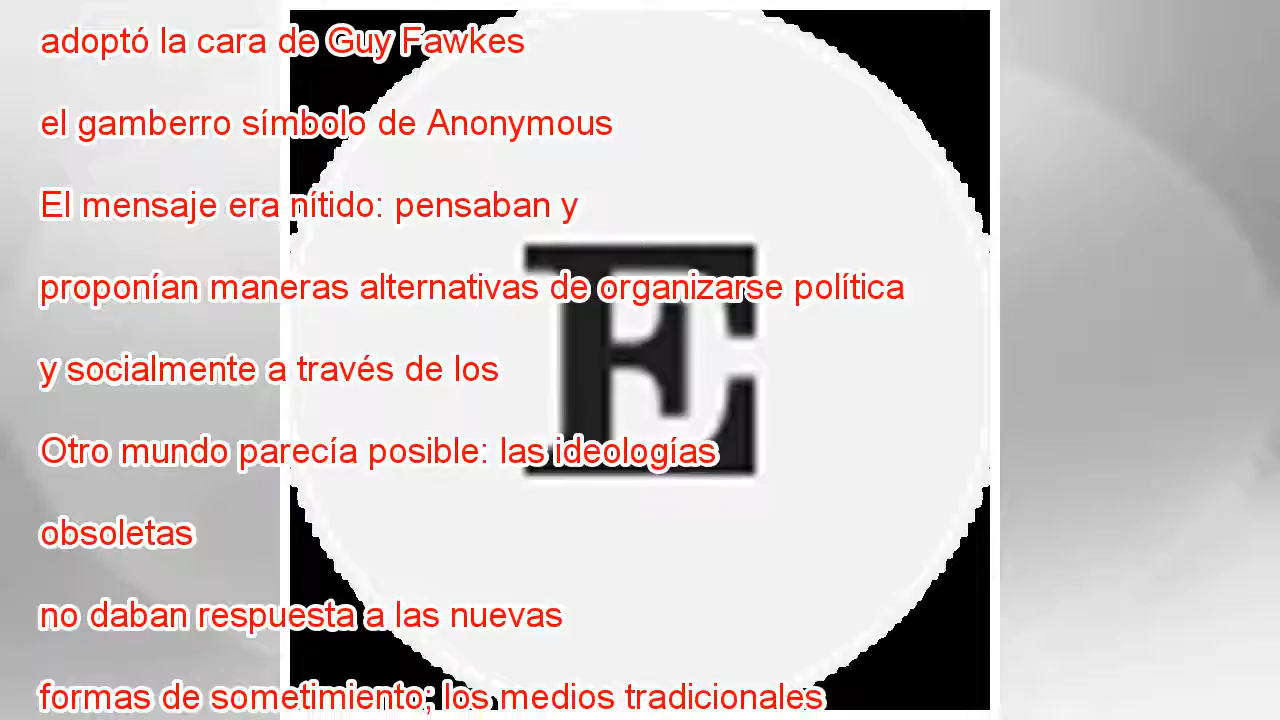 adoptó la cara de Guy Fawkes
el gamberro símbolo de Anonymous
El mensaje era nítido: pensaban y
proponían maneras alternativas de organizarse política
y socialmente a través de los
Otro mundo parecía posible: las ideologías
obsoletas
no daban respuesta a las nuevas
formas de sometimiento; los medios tradicionales
E